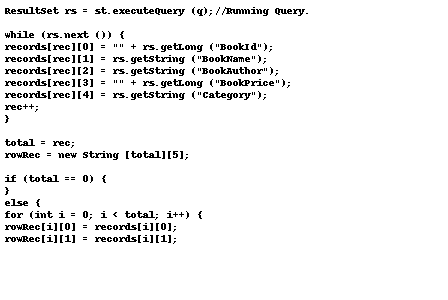 ResultSet rs = st.executeQuery (q);//Running Query.
while (rs.next ()) {
records[rec][0] = "" + rs.getLong ("BookId");
records[rec][1] = rs.getString ("BookName");
records[rec][2] = rs.getString ("BookAuthor");
records[rec][3] = "" + rs.getLong ("BookPrice");
records[rec][4] = rs.getString ("Category");
rec++;
}
total = rec;
rowRec = new String [total][5];
if (total == 0) {
}
else {
for (int i = 0; i < total; i++) {
rowRec[i][0] = records[i][0];
rowRec[i][1] = records[i][1];